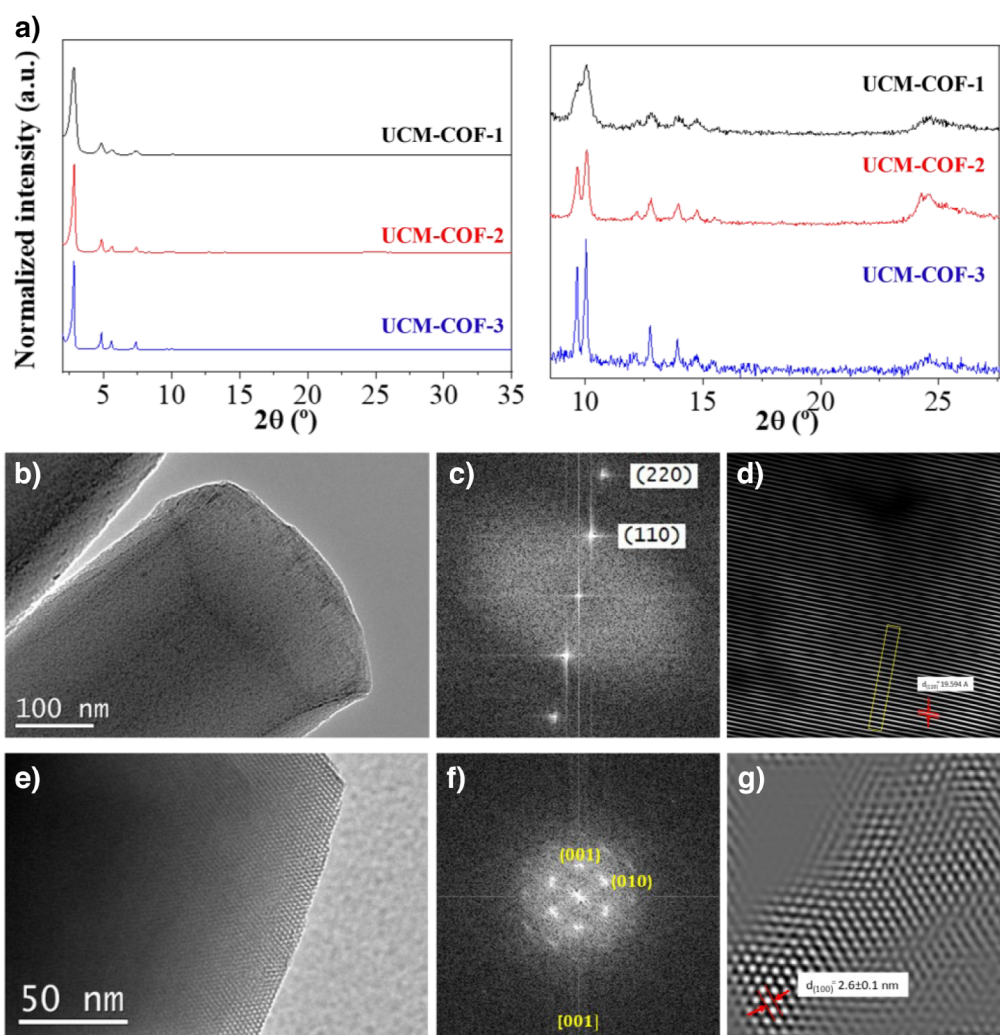 a)
Normalized intensity (a.u.)
UCM-COF-1
UCM-COF-2
UCM-COF-3
5 10 15 20 25 30 35
2θ (º)
UCM-COF-1
UCM-COF-2
UCM-COF-3
10 15 20 25
2θ (º)
b)
100 nm
c)
(220)
(110)
d)
d(110)= 19.594 A
e)
50 nm
f)
(001)
(010)
[001]
g)
d(100)= 2.6±0.1 nm